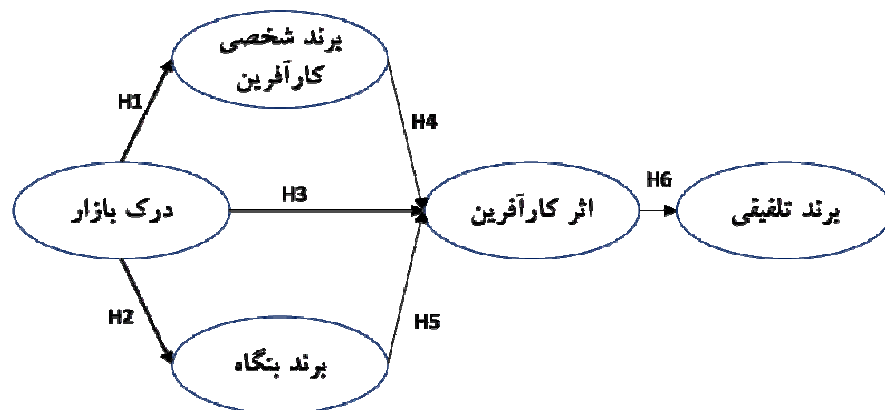 برند شخصی
کارآفرین
H1
H4
درک بازار
H3
اثر کارآفرین
H6
برند تلفیقی
H2
H5
برند بنگاه